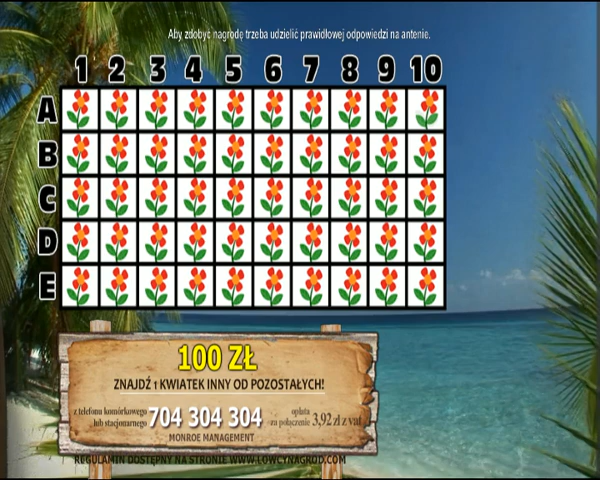 Aby zdobyć nagrodę trzeba udzielić prawidłowej odpowiedzi na antenie.
1 2 3 4 5 6 7 8 9 10
A
B
C
D
E
100 ZŁ
ZNAJDŹ 1 KWIATEK INNY OD POZOSTAŁYCH!
z telefonu komórkowego lub stacjonarnego 704 304 304 opłata za połączenie 3,92 zł z vat
MONROE MANAGEMENT
REGULAMIN DOSTĘPNY NA STRONIE WWW.LOWCYNAGROD.COM